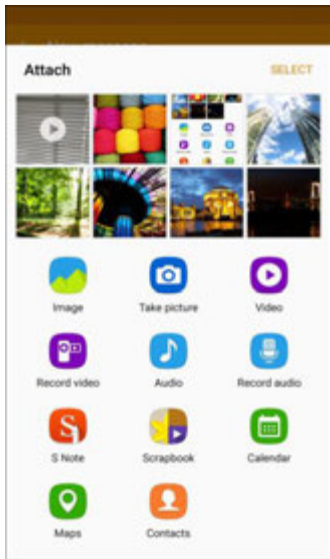 Attach SELECT
Image Take picture Video
Record video Audio Record audio
S Note Scrapbook Calendar
Maps Contacts